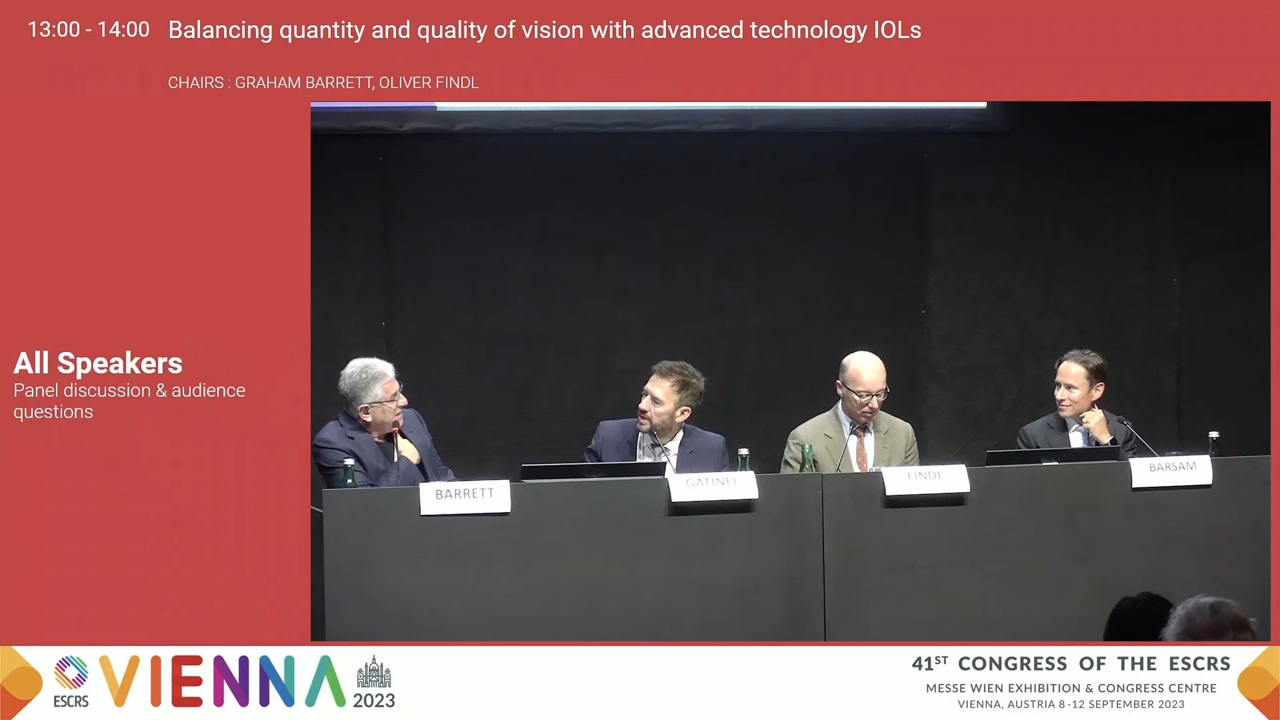 13:00 - 14:00 Balancing quantity and quality of vision with advanced technology IOLs
CHAIRS : GRAHAM BARRETT, OLIVER FINDL
All Speakers
Panel discussion & audience
questions
BARRETT
GATINEL
FINDL
BARSAM
ESCRS
VIENNA
2023
41ST CONGRESS OF THE ESCRS
MESSE WIEN EXHIBITION & CONGRESS CENTRE
VIENNA, AUSTRIA 8-12 SEPTEMBER 2023